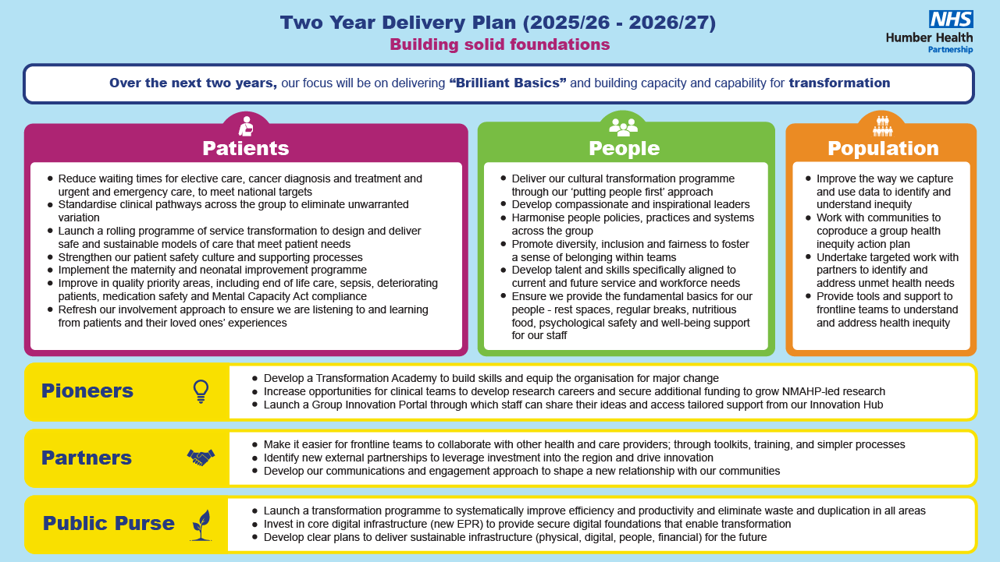 Two Year Delivery Plan (2025/26 - 2026/27)
Building solid foundations
NHS
Humber Health
Partnership
Over the next two years, our focus will be on delivering “Brilliant Basics” and building capacity and capability for transformation
Patients
● Reduce waiting times for elective care, cancer diagnosis and treatment and
urgent and emergency care, to meet national targets
● Standardise clinical pathways across the group to eliminate unwarranted
variation
● Launch a rolling programme of service transformation to design and deliver
safe and sustainable models of care that meet patient needs
● Strengthen our patient safety culture and supporting processes
● Implement the maternity and neonatal improvement programme
● Improve in quality priority areas, including end of life care, sepsis, deteriorating
patients, medication safety and Mental Capacity Act compliance
● Refresh our involvement approach to ensure we are listening to and learning
from patients and their loved ones’ experiences
People
● Deliver our cultural transformation programme
through our ‘putting people first’ approach
● Develop compassionate and inspirational leaders
● Harmonise people policies, practices and systems
across the group
● Promote diversity, inclusion and fairness to foster
a sense of belonging within teams
● Develop talent and skills specifically aligned to
current and future service and workforce needs
● Ensure we provide the fundamental basics for our
people - rest spaces, regular breaks, nutritious
food, psychological safety and well-being support
for our staff
Population
● Improve the way we capture
and use data to identify and
understand inequity
● Work with communities to
coproduce a group health
inequity action plan
● Undertake targeted work with
partners to identify and
address unmet health needs
● Provide tools and support to
frontline teams to understand
and address health inequity
Pioneers
● Develop a Transformation Academy to build skills and equip the organisation for major change
● Increase opportunities for clinical teams to develop research careers and secure additional funding to grow NMAHP-led research
● Launch a Group Innovation Portal through which staff can share their ideas and access tailored support from our Innovation Hub
Partners
● Make it easier for frontline teams to collaborate with other health and care providers; through toolkits, training, and simpler processes
● Identify new external partnerships to leverage investment into the region and drive innovation
● Develop our communications and engagement approach to shape a new relationship with our communities
Public Purse
● Launch a transformation programme to systematically improve efficiency and productivity and eliminate waste and duplication in all areas
● Invest in core digital infrastructure (new EPR) to provide secure digital foundations that enable transformation
● Develop clear plans to deliver sustainable infrastructure (physical, digital, people, financial) for the future